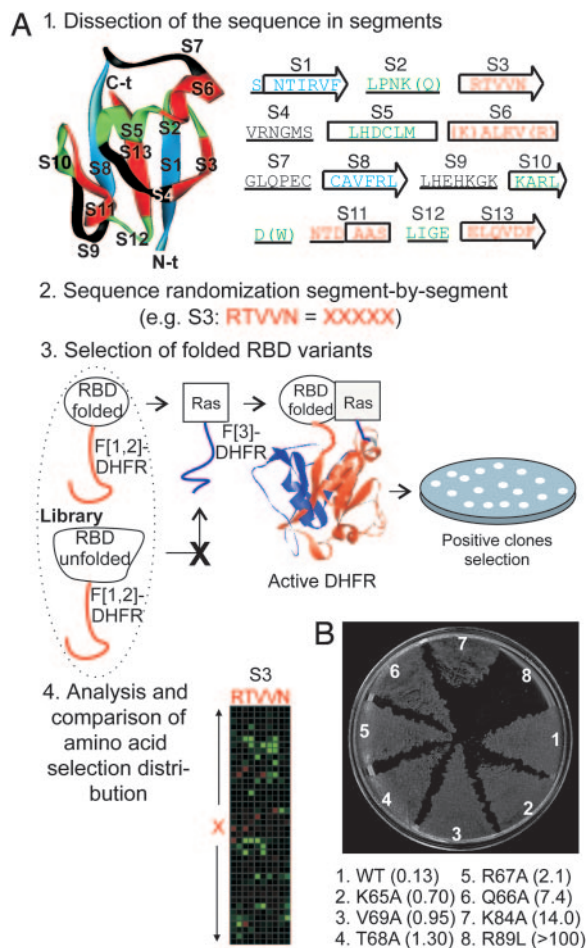 A
1. Dissection of the sequence in segments
S7
C-t
S6
S5
S2
S10
S8
S13
S1
S3
S4
S11
S9
S12
N-t
S1 S2 S3
S NTIRVF LPNK(Q) RTVVN
S4 S5 S6
VRNGMS LHDCLM (K)ALKV(R)
S7 S8 S9 S10
GLQPEC CAVFRL LHEHKGK KARL
S11 S12 S13
D(W) NTD AAS LIGE ELQVDF
2. Sequence randomization segment-by-segment
(e.g. S3: RTVVN = XXXXX)
3. Selection of folded RBD variants
RBD
folded
F[1,2]-
DHFR
Library
RBD
unfolded
F[1,2]-
DHFR
X
Ras
F[3]-
DHFR
RBD
folded
Ras
Active DHFR
Positive clones
selection
4. Analysis and
comparison of
amino acid
selection distri-
bution
S3
RTVVN
X
B
7
6
8
5
1
4
2
3
1. WT (0.13) 5. R67A (2.1)
2. K65A (0.70) 6. Q66A (7.4)
3. V69A (0.95) 7. K84A (14.0)
4. T68A (1.30) 8. R89L (>100)